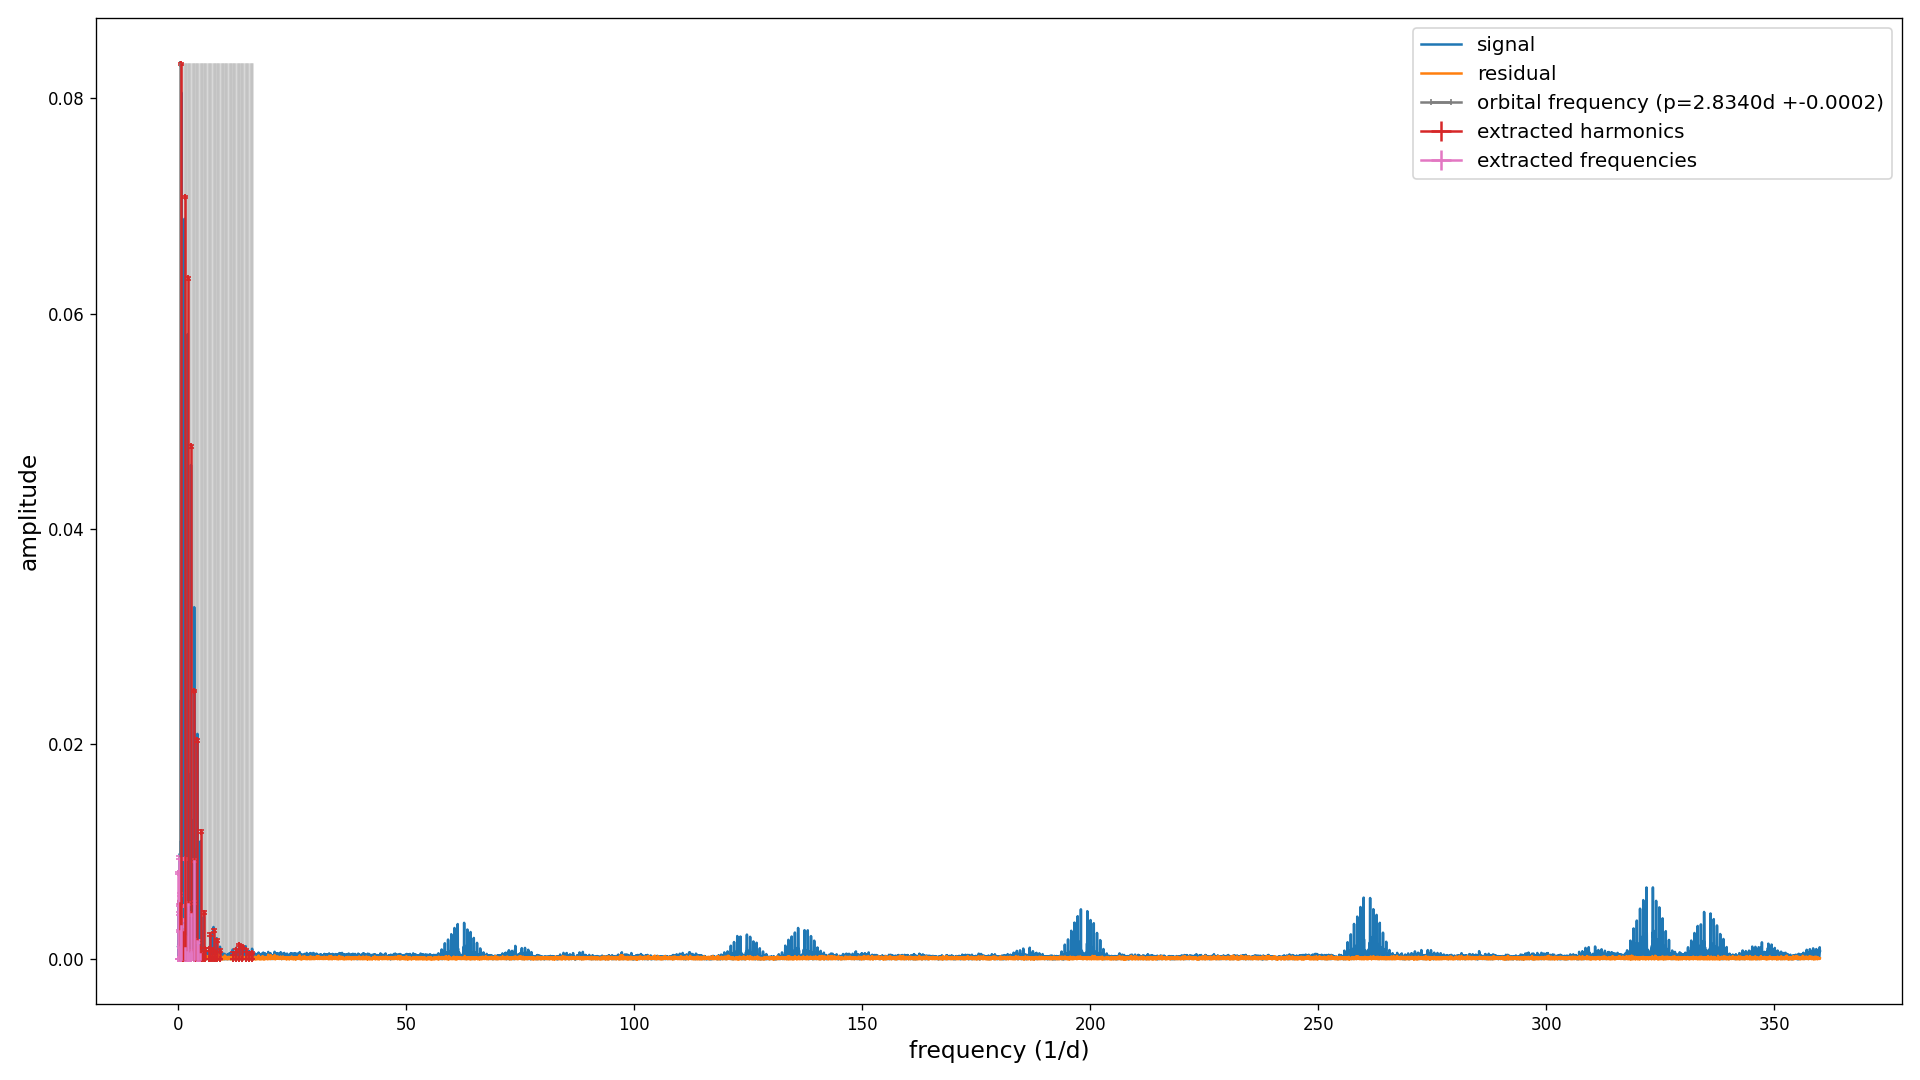 signal
residual
orbital frequency (p=2.8340d +-0.0002)
extracted harmonics
extracted frequencies
amplitude
0.08
0.06
0.04
0.02
0.00
0 50 100 150 200 250 300 350
frequency (1/d)